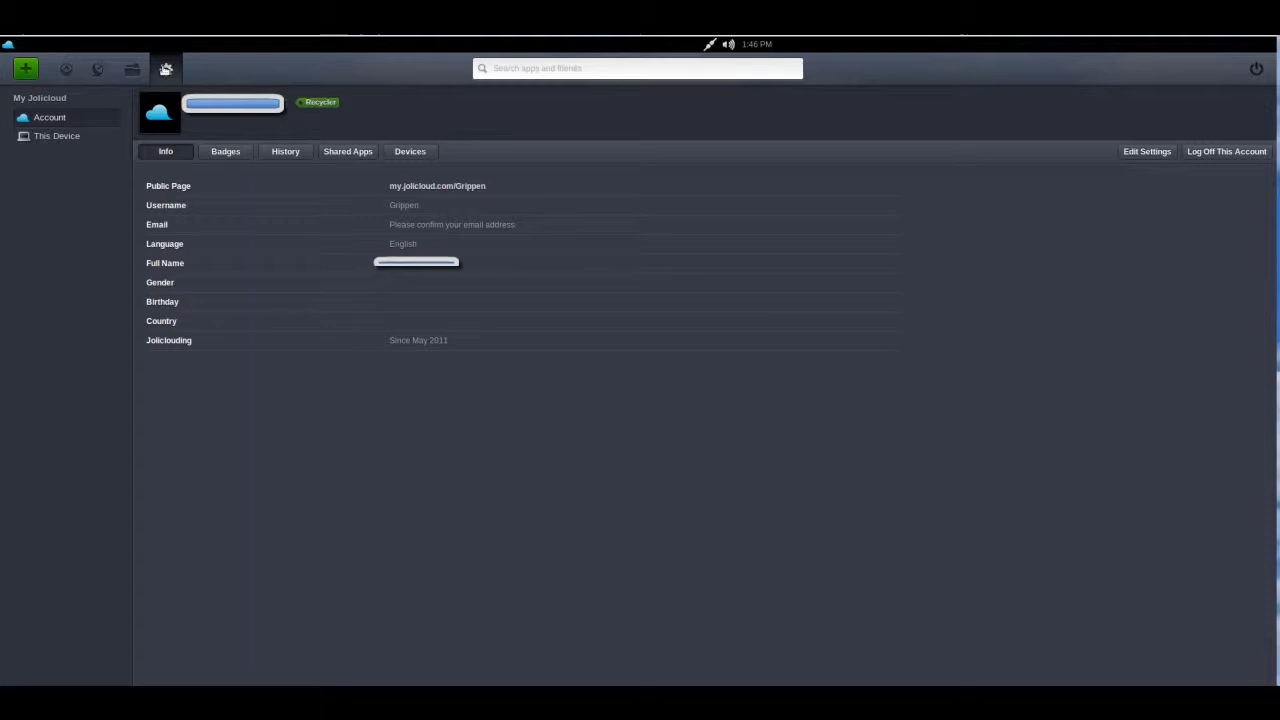 1:46 PM
Search apps and friends
My Jolicloud
Recycler
Account
This Device
Info Badges History Shared Apps Devices Edit Settings Log Off This Account
Public Page my.jolicloud.com/Grippen
Username Grippen
Email Please confirm your email address
Language English
Full Name
Gender
Birthday
Country
Joliclouding Since May 2011